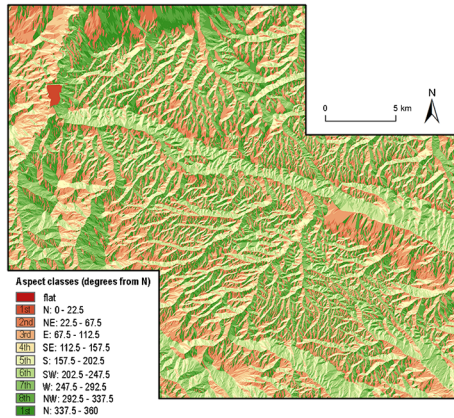 N
0 5 km
Aspect classes (degrees from N)
flat
1st N: 0 - 22.5
2nd NE: 22.5 - 67.5
3rd E: 67.5 - 112.5
4th SE: 112.5 - 157.5
5th S: 157.5 - 202.5
6th SW: 202.5 -247.5
7th W: 247.5 - 292.5
8th NW: 292.5 - 337.5
1st N: 337.5 - 360